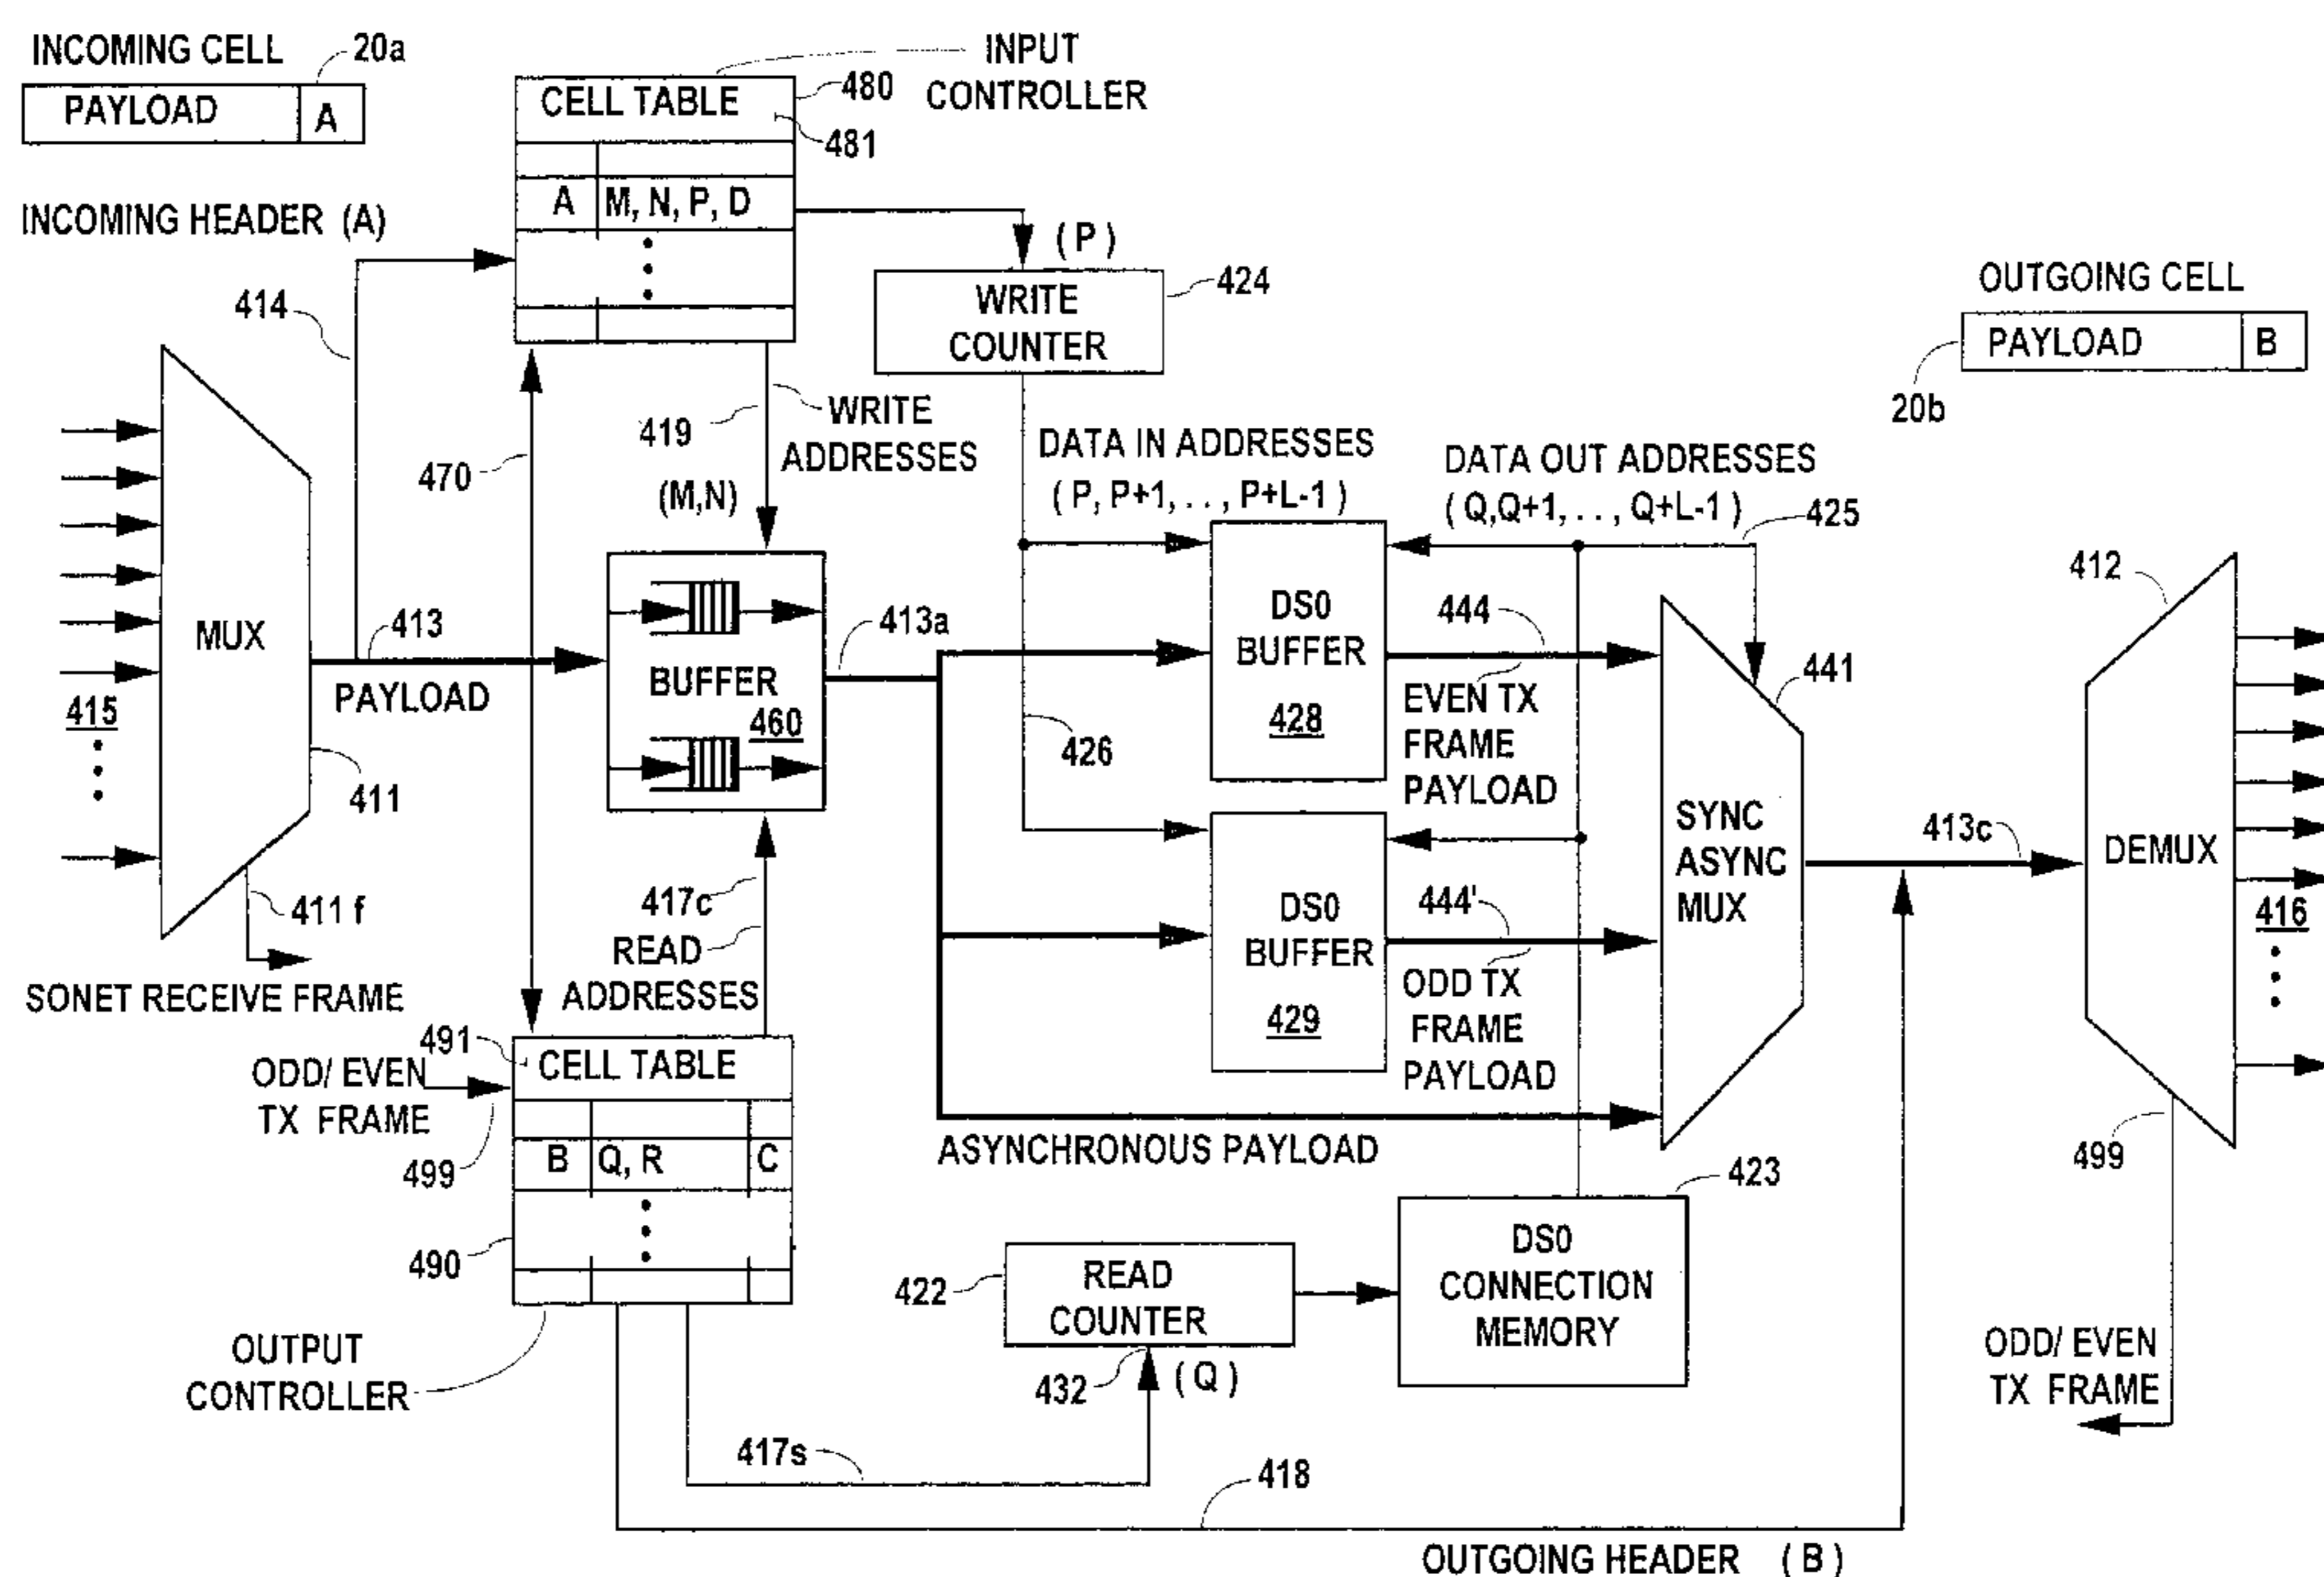 INCOMING CELL
20a
PAYLOAD
A
INCOMING HEADER (A)
414
INPUT
CONTROLLER
CELL TABLE
480
481
A
M, N, P, D
( P )
WRITE
COUNTER
424
OUTGOING CELL
PAYLOAD
B
20b
419
WRITE
ADDRESSES
470
(M,N)
DATA IN ADDRESSES
( P, P+1, . . , P+L-1 )
DATA OUT ADDRESSES
( Q,Q+1, . . , Q+L-1 )
425
412
MUX
413
PAYLOAD
415
411
411 f
SONET RECEIVE FRAME
BUFFER
460
413a
426
DS0
BUFFER
428
444
EVEN TX
FRAME
PAYLOAD
441
SYNC
ASYNC
MUX
413c
DEMUX
416
417c
READ
ADDRESSES
DS0
BUFFER
429
444'
ODD TX
FRAME
PAYLOAD
ASYNCHRONOUS PAYLOAD
499
491
CELL TABLE
ODD/ EVEN
TX FRAME
499
B
Q, R
C
490
OUTPUT
CONTROLLER
422
READ
COUNTER
432
( Q )
423
DS0
CONNECTION
MEMORY
ODD/ EVEN
TX FRAME
417s
418
OUTGOING HEADER ( B )